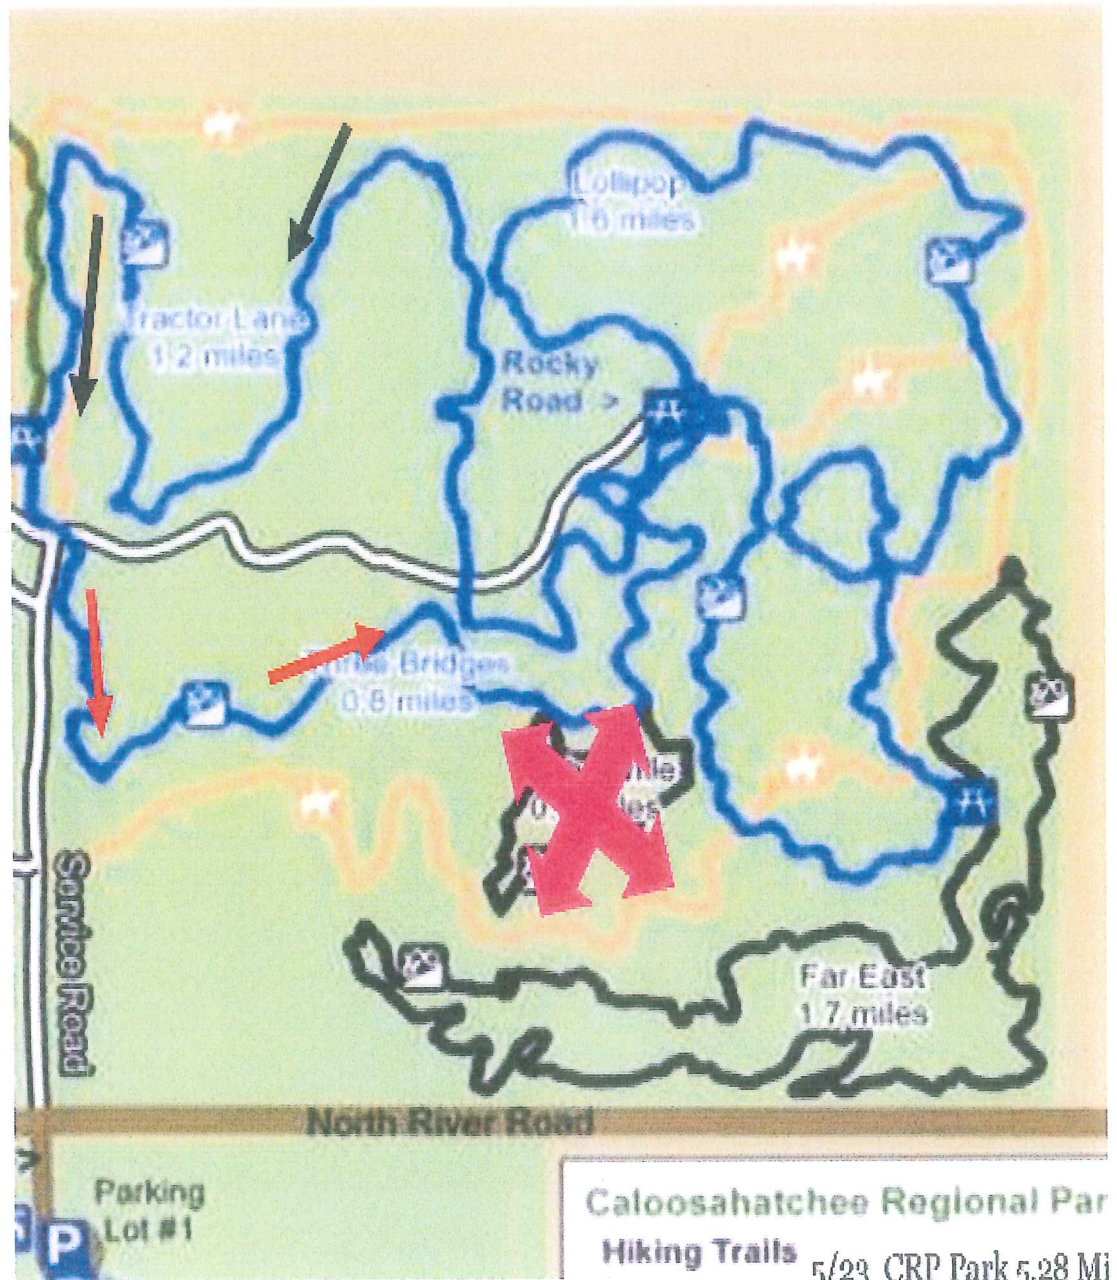 Lollipop
1.6 miles
Tractor Lane
1.2 miles
Rocky
Road >
Three Bridges
0.8 miles
Far East
1.7 miles
Service Road
North River Road
Parking
Lot #1
P
Caloosahatchee Regional Par
Hiking Trails
5/23 CRP Park 5.28 Mi